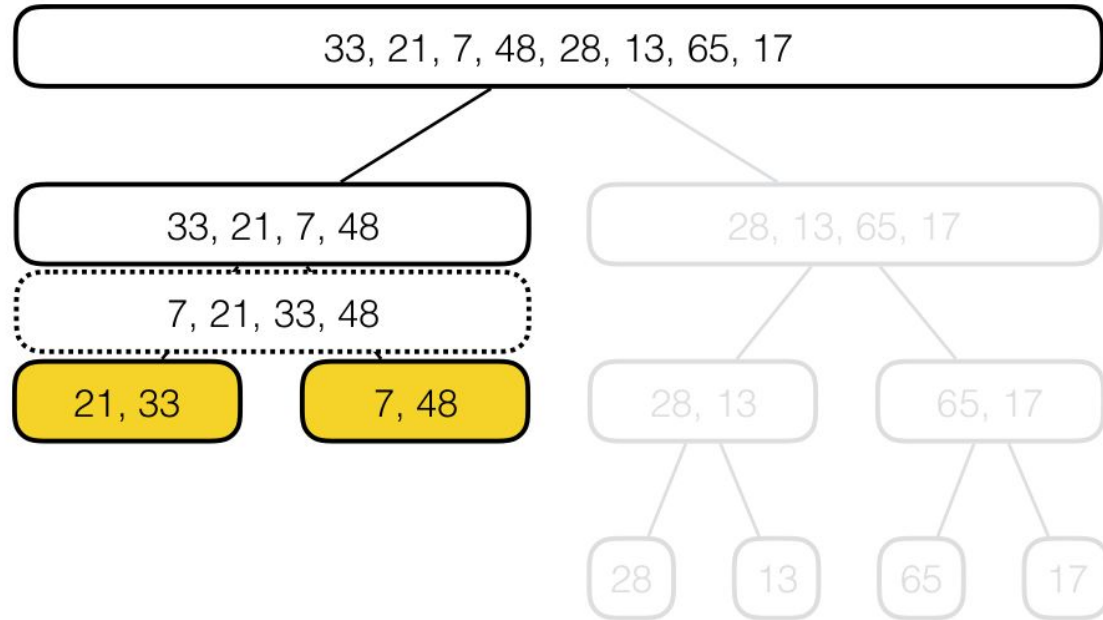 33, 21, 7, 48, 28, 13, 65, 17
33, 21, 7, 48
28, 13, 65, 17
7, 21, 33, 48
21, 33
7, 48
28, 13
65, 17
28
13
65
17